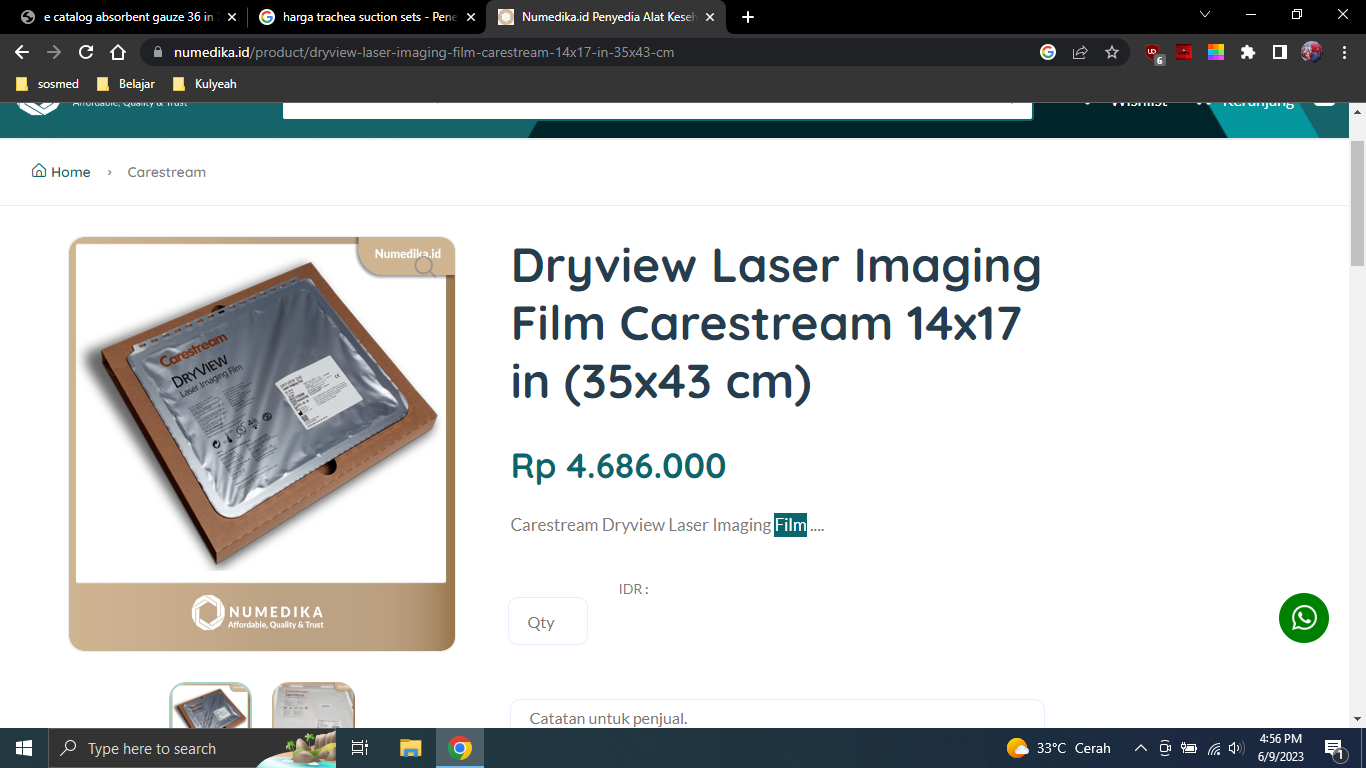 e catalog absorbent gauze 36 in
harga trachea suction sets - Pene
Numedika.id Penyedia Alat Keseh
numedika.id/product/dryview-laser-imaging-film-carestream-14x17-in-35x43-cm
6
sosmed
Belajar
Kulyeah
Affordable, Quality & Trust
Wishlist
Keranjang
Home › Carestream
Numedika.id
Carestream
DRYVIEW
Laser Imaging Film
NUMEDIKA
Affordable, Quality & Trust
Dryview Laser Imaging
Film Carestream 14x17
in (35x43 cm)
Rp 4.686.000
Carestream Dryview Laser Imaging Film ....
IDR :
Qty
Catatan untuk penjual.
Type here to search
33°C Cerah
4:56 PM
6/9/2023
1